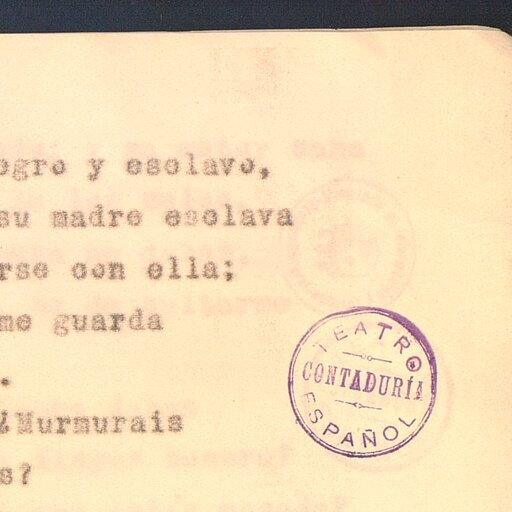 egro y esclavo,
su madre esclava
rse con ella;
me guarda
.
¿Murmurais
s?
TEATRO
CONTADURÍA
ESPAÑOL